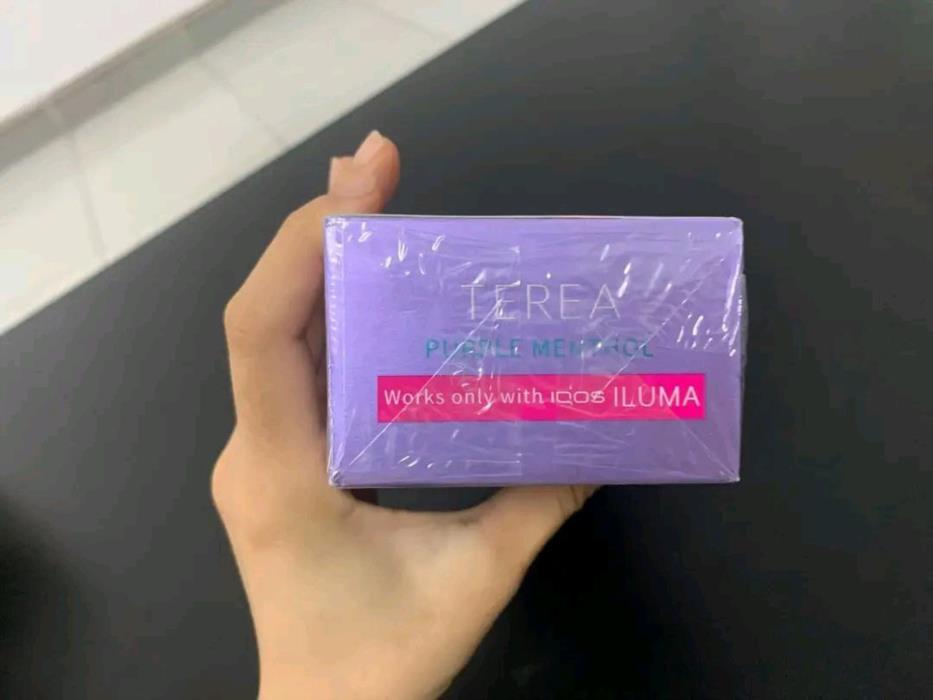 TEREA
PURPLE MENTHOL
Works only with IQOS ILUMA